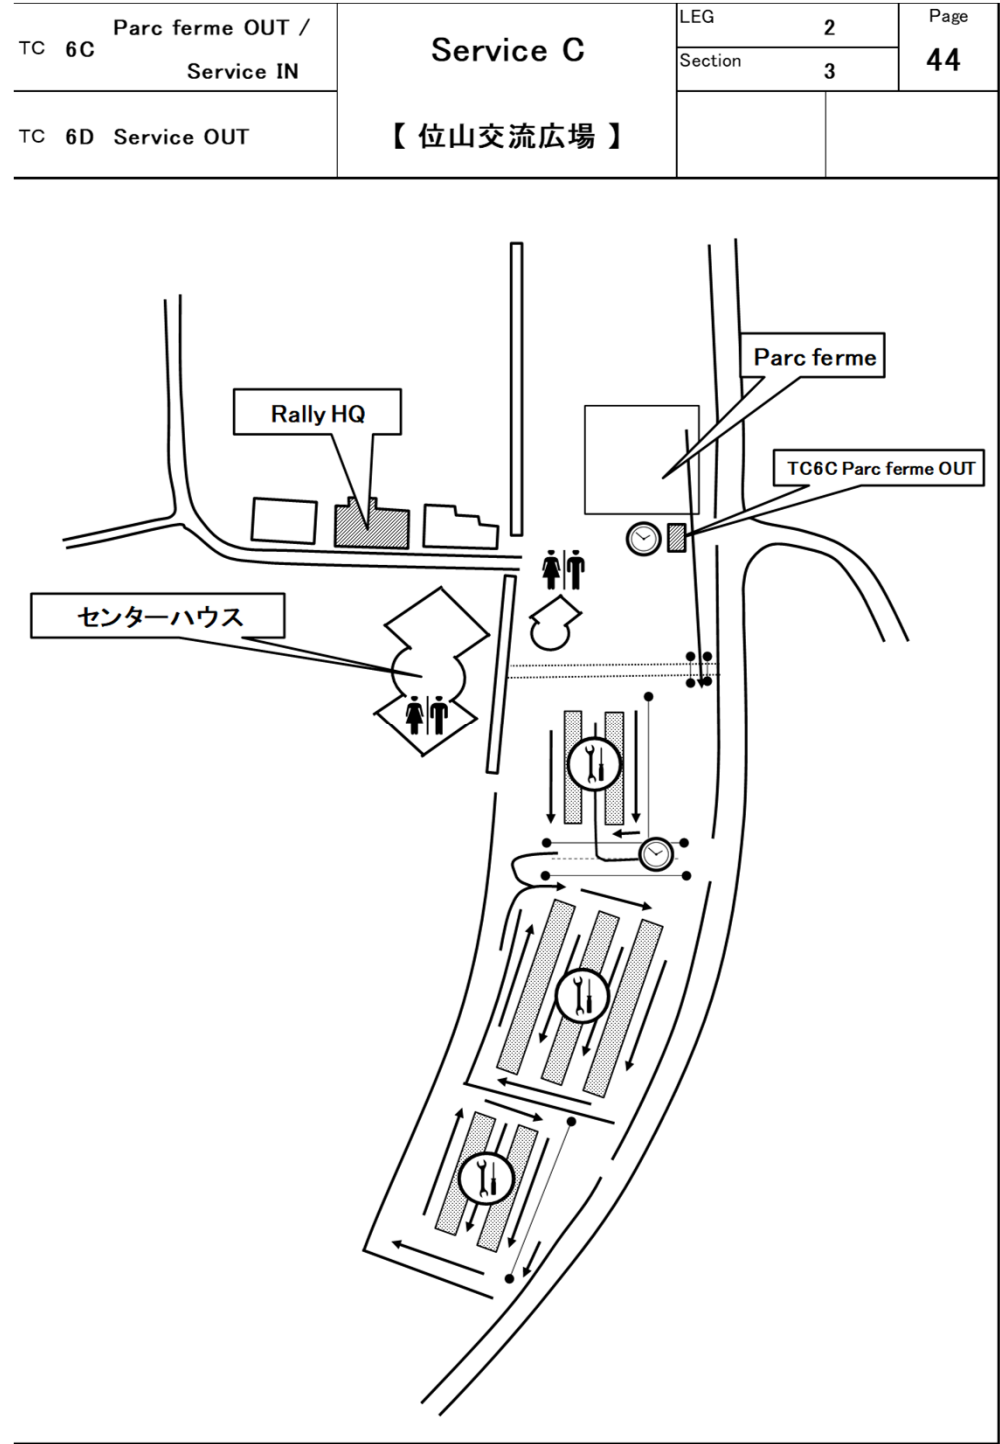 TC 6C Parc ferme OUT /
Service IN
Service C
LEG 2
Section 3
Page
44
TC 6D Service OUT
【 位山交流広場 】
Parc ferme
Rally HQ
TC6C Parc ferme OUT
センターハウス